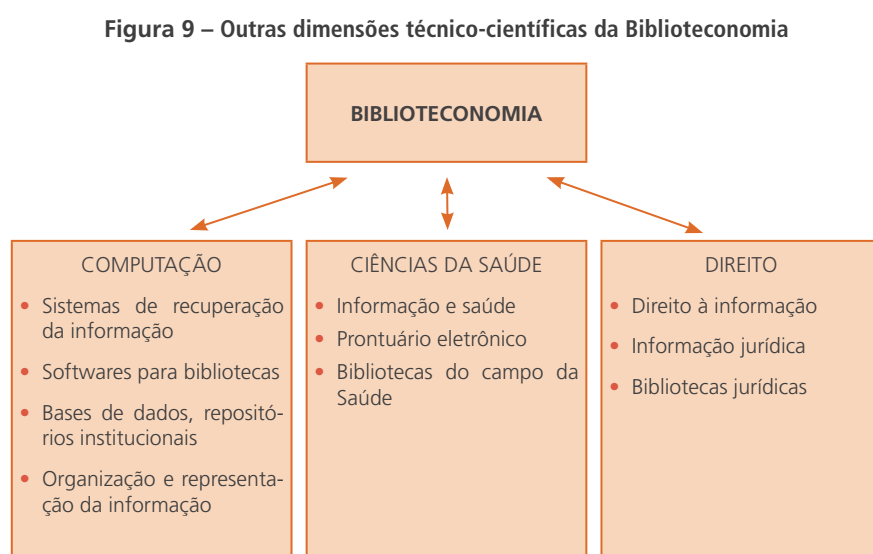 Figura 9 – Outras dimensões técnico-científicas da Biblioteconomia
BIBLIOTECONOMIA
COMPUTAÇÃO
• Sistemas de recuperação
da informação
• Softwares para bibliotecas
• Bases de dados, repositó-
rios institucionais
• Organização e representa-
ção da informação
CIÊNCIAS DA SAÚDE
• Informação e saúde
• Prontuário eletrônico
• Bibliotecas do campo da
Saúde
DIREITO
• Direito à informação
• Informação jurídica
• Bibliotecas jurídicas